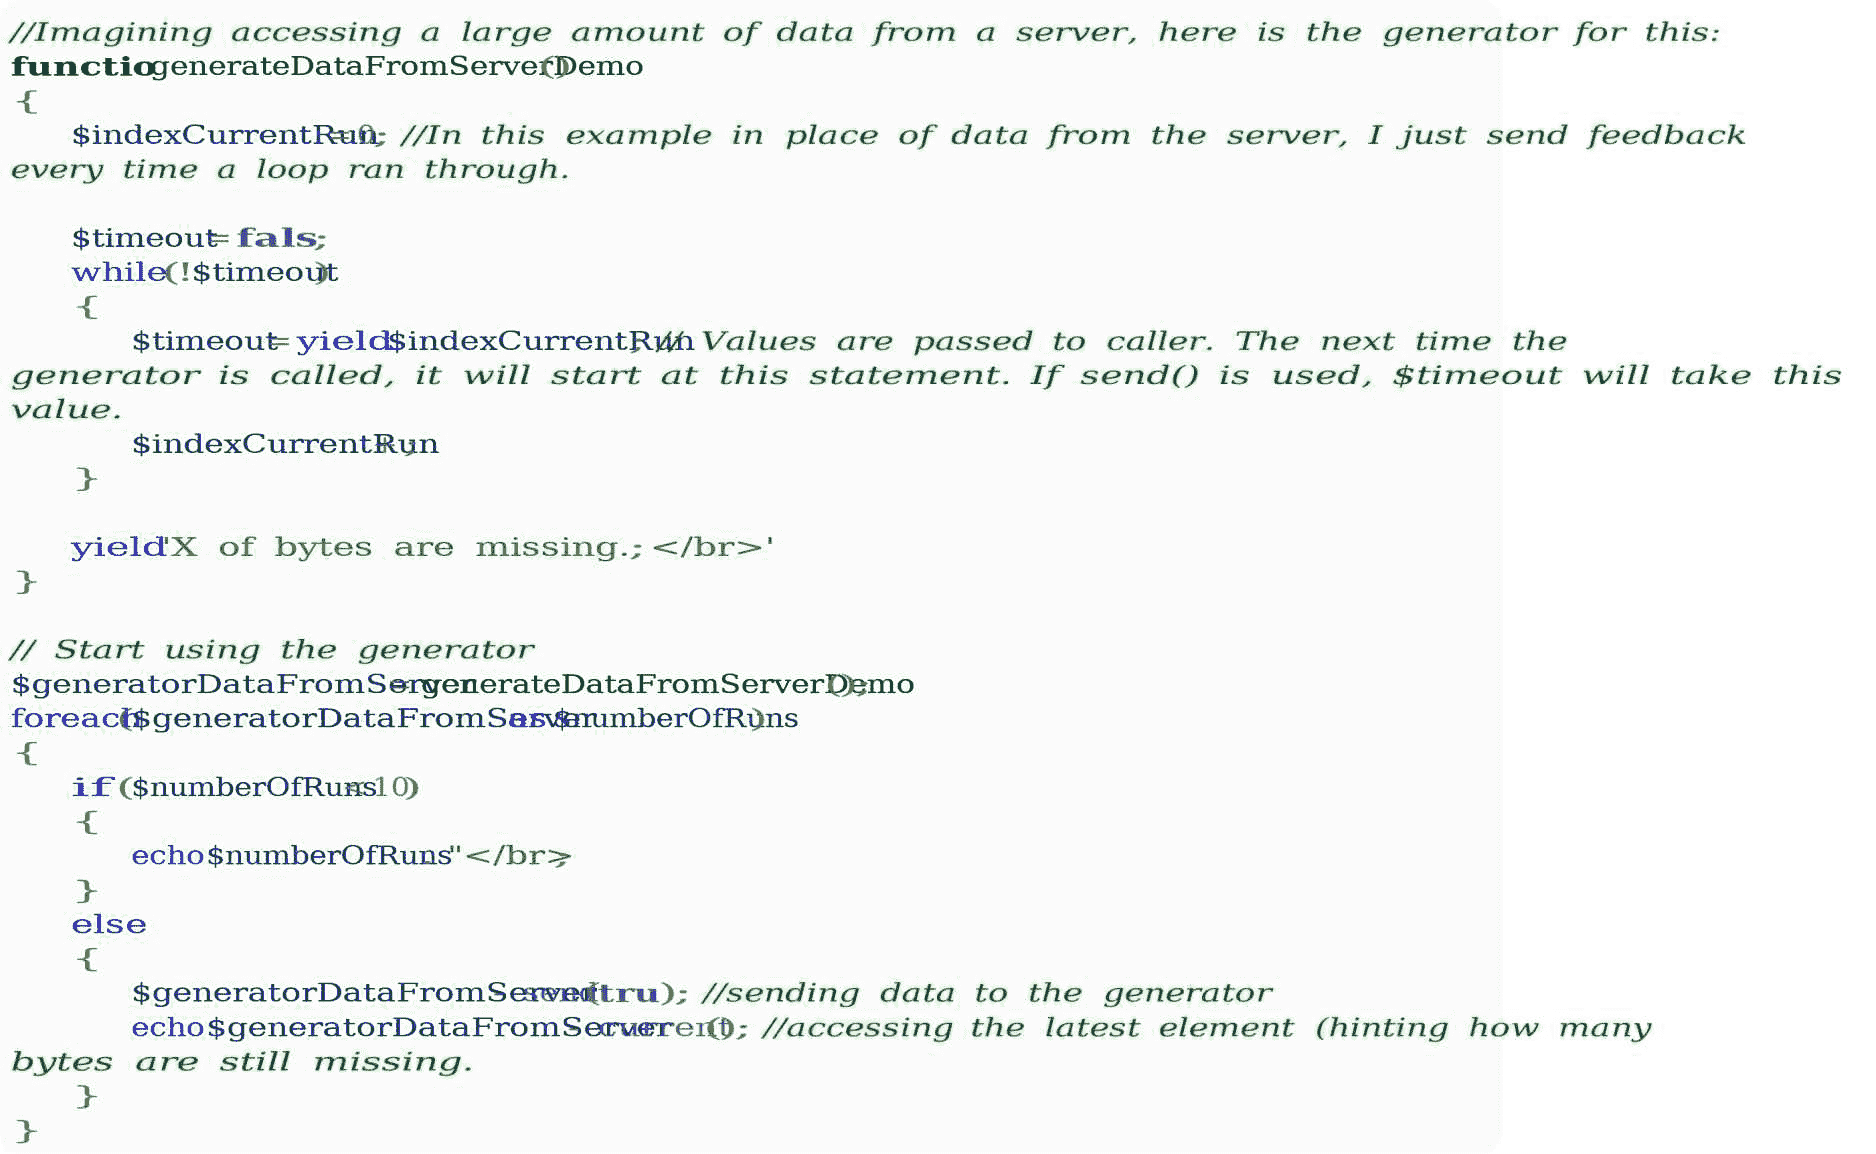 //Imagining accessing a large amount of data from a server, here is the generator for this:
functio generateDataFromServerDemo()
{
    $indexCurrentRun = 0; //In this example in place of data from the server, I just send feedback
every time a loop ran through.
    $timeout = fals;
    while(!$timeout)
    {
        $timeout = yield $indexCurrentRun; // Values are passed to caller. The next time the
generator is called, it will start at this statement. If send() is used, $timeout will take this
value.
        $indexCurrentRun+;
    }
    yield 'X of bytes are missing. </br>';
}
// Start using the generator
$generatorDataFromServer = generateDataFromServerDemo();
foreach($generatorDataFromServer as $numberOfRuns)
{
    if ($numberOfRuns < 10)
    {
        echo $numberOfRuns . "</br>;
    }
    else
    {
        $generatorDataFromServer-send(tru); //sending data to the generator
        echo $generatorDataFromServer-current(); //accessing the latest element (hinting how many
bytes are still missing.
    }
}